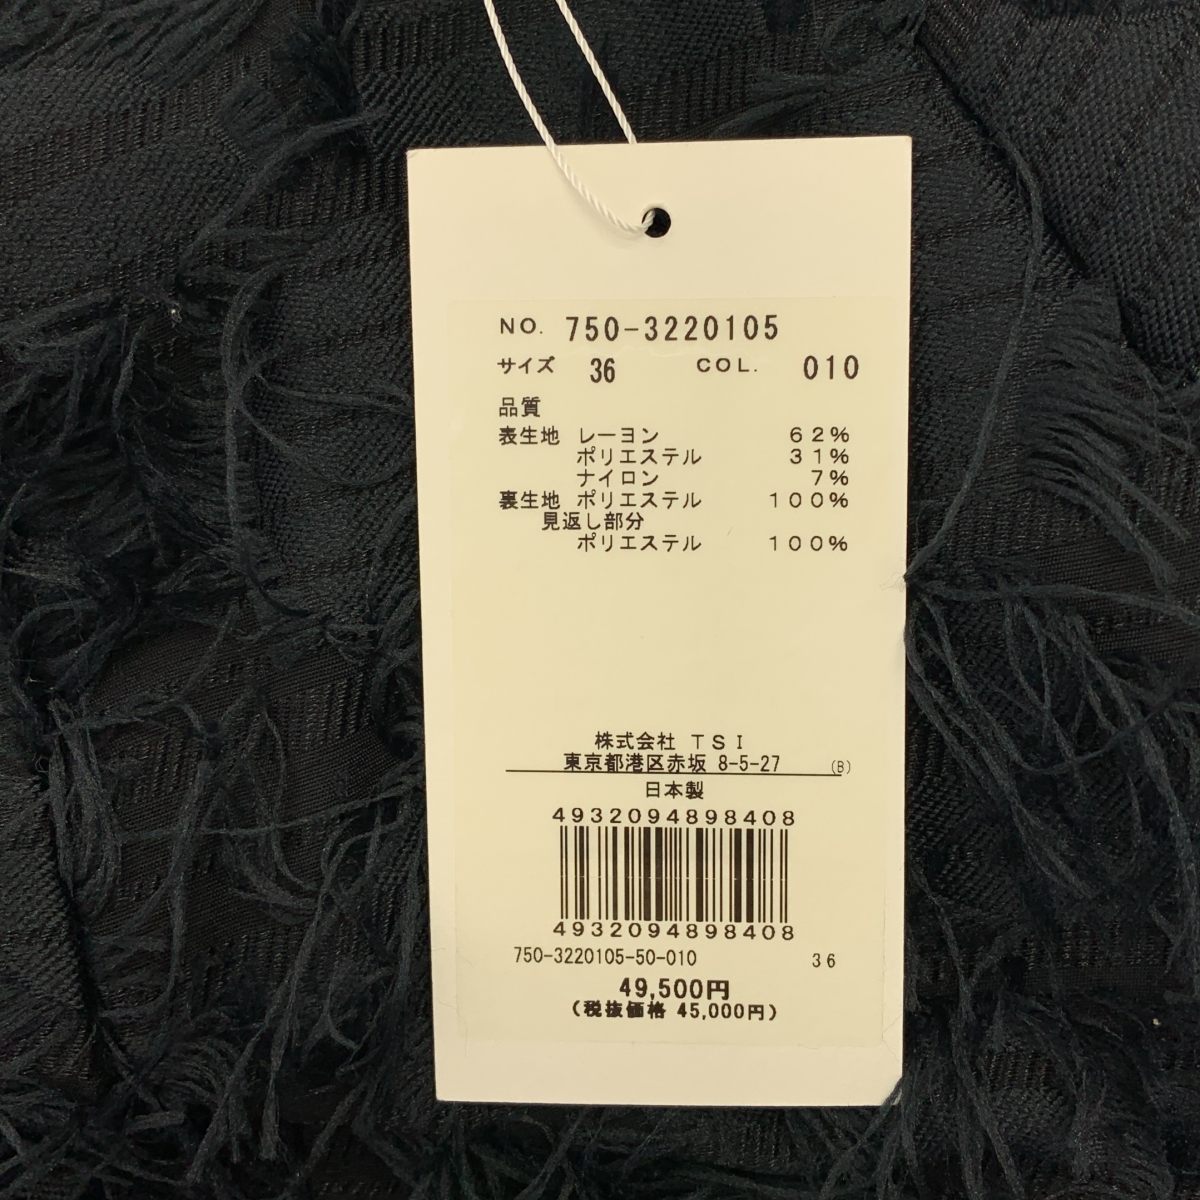 NO. 750-3220105
サイズ 36 COL. 010
品質
表生地 レーヨン 62%
ポリエステル 31%
ナイロン 7%
裏生地 ポリエステル 100%
見返し部分
ポリエステル 100%
株式会社 TSI
東京都港区赤坂 8-5-27 (B)
日本製
4932094898408
4932094898408
750-3220105-50-010 36
49,500円
(税抜価格 45,000円)